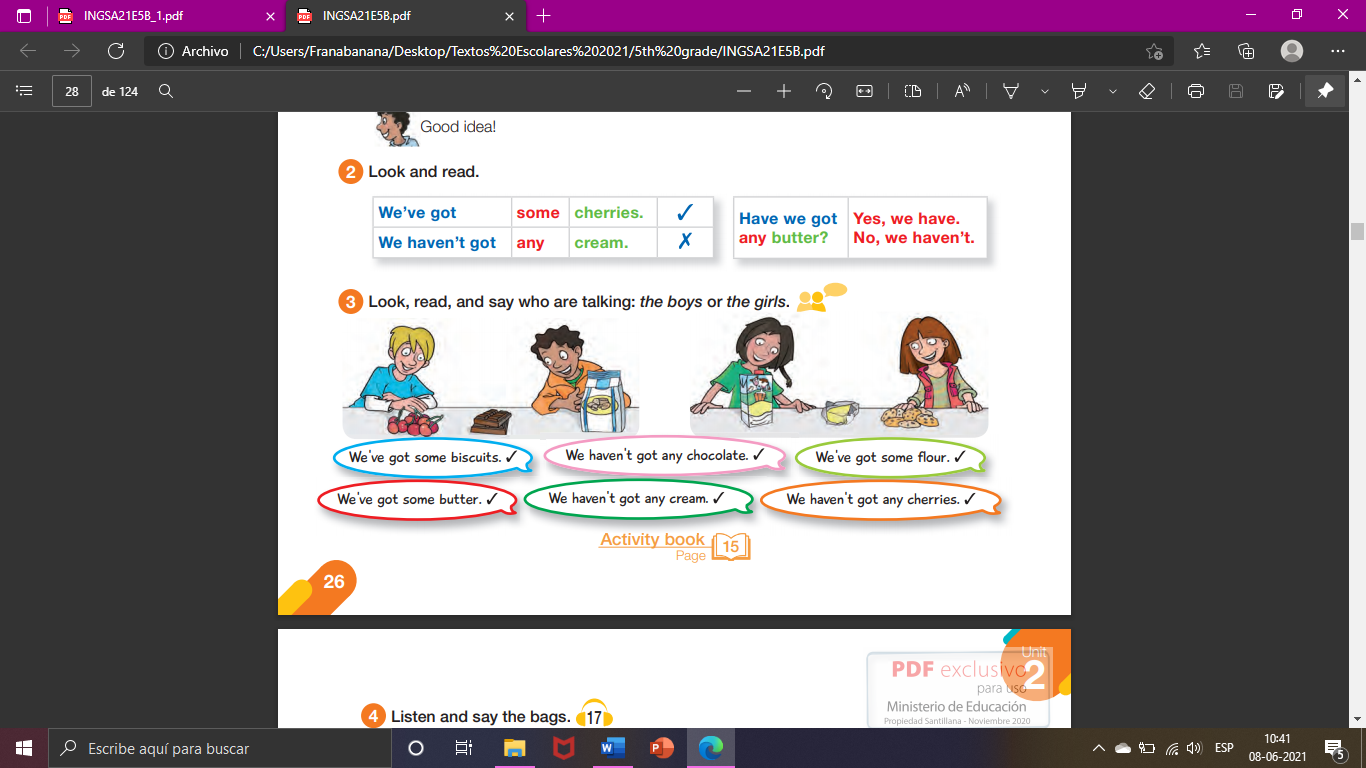 INGSA21E5B_1.pdf
INGSA21E5B.pdf
Archivo
C:/Users/Franabanana/Desktop/Textos%20Escolares%202021/5th%20grade/INGSA21E5B.pdf
28 de 124
Good idea!
2 Look and read.
We've got some cherries. ✓
We haven't got any cream. ✗
Have we got any butter?
Yes, we have.
No, we haven't.
3 Look, read, and say who are talking: the boys or the girls.
We've got some biscuits. ✓
We haven't got any chocolate. ✓
We've got some flour. ✓
We've got some butter. ✓
We haven't got any cream. ✓
We haven't got any cherries. ✓
Activity book
Page 15
26
Unit
2
PDF exclusivo
para uso
Ministerio de Educación
Propiedad Santillana - Noviembre 2020
4 Listen and say the bags. 17
Escribe aquí para buscar
ESP
10:41
08-06-2021
5